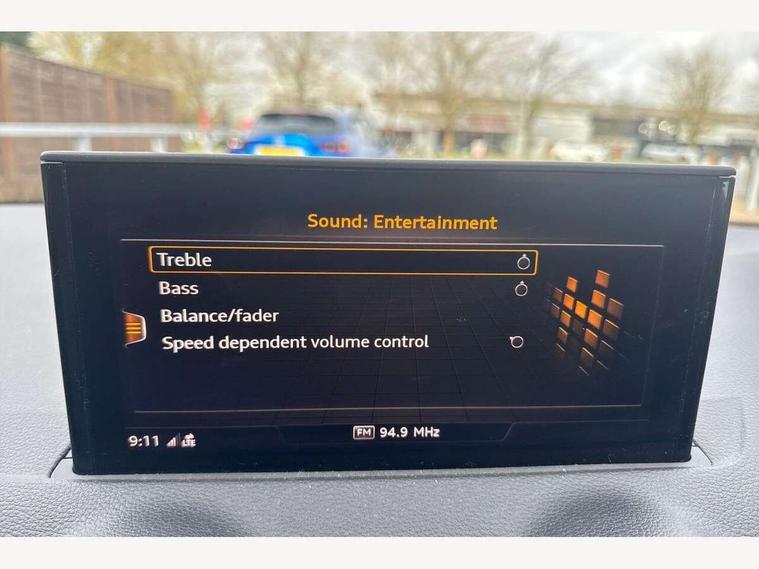 Sound: Entertainment
Treble
Bass
Balance/fader
Speed dependent volume control
9:11 LTE FM 94.9 MHz